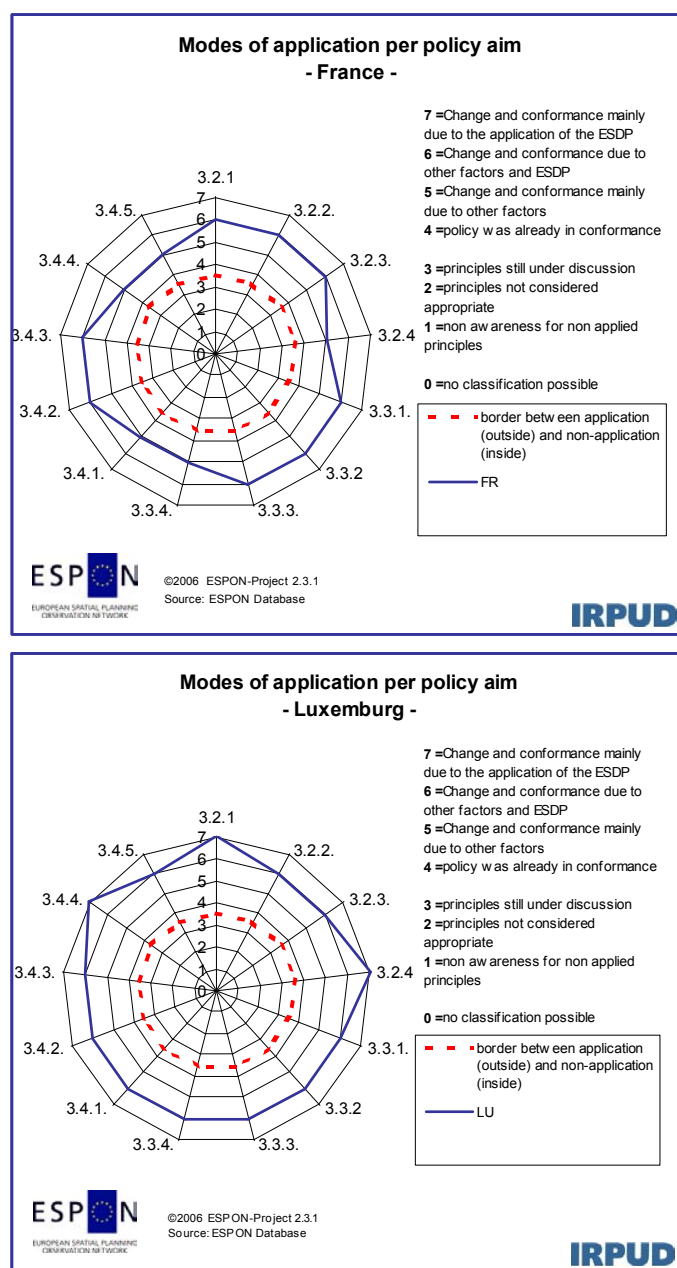 Modes of application per policy aim
- France -
7 =Change and conformance mainly
due to the application of the ESDP
6 =Change and conformance due to
other factors and ESDP
5 =Change and conformance mainly
due to other factors
4 =policy was already in conformance
3 =principles still under discussion
2 =principles not considered
appropriate
1 =non awareness for non applied
principles
0 =no classification possible
border between application
(outside) and non-application
(inside)
FR
3.2.1
3.2.2.
3.2.3.
3.2.4
3.3.1.
3.3.2
3.3.3.
3.3.4.
3.4.1.
3.4.2.
3.4.3.
3.4.4.
3.4.5.
7
6
5
4
3
2
1
0
ESPON
EUROPEAN SPATIAL PLANNING
OBSERVATION NETWORK
©2006 ESPON-Project 2.3.1
Source: ESPON Database
IRPUD
Modes of application per policy aim
- Luxemburg -
7 =Change and conformance mainly
due to the application of the ESDP
6 =Change and conformance due to
other factors and ESDP
5 =Change and conformance mainly
due to other factors
4 =policy was already in conformance
3 =principles still under discussion
2 =principles not considered
appropriate
1 =non awareness for non applied
principles
0 =no classification possible
border between application
(outside) and non-application
(inside)
LU
3.2.1
3.2.2.
3.2.3.
3.2.4
3.3.1.
3.3.2
3.3.3.
3.3.4.
3.4.1.
3.4.2.
3.4.3.
3.4.4.
3.4.5.
7
6
5
4
3
2
1
0
ESPON
EUROPEAN SPATIAL PLANNING
OBSERVATION NETWORK
©2006 ESPON-Project 2.3.1
Source: ESPON Database
IRPUD